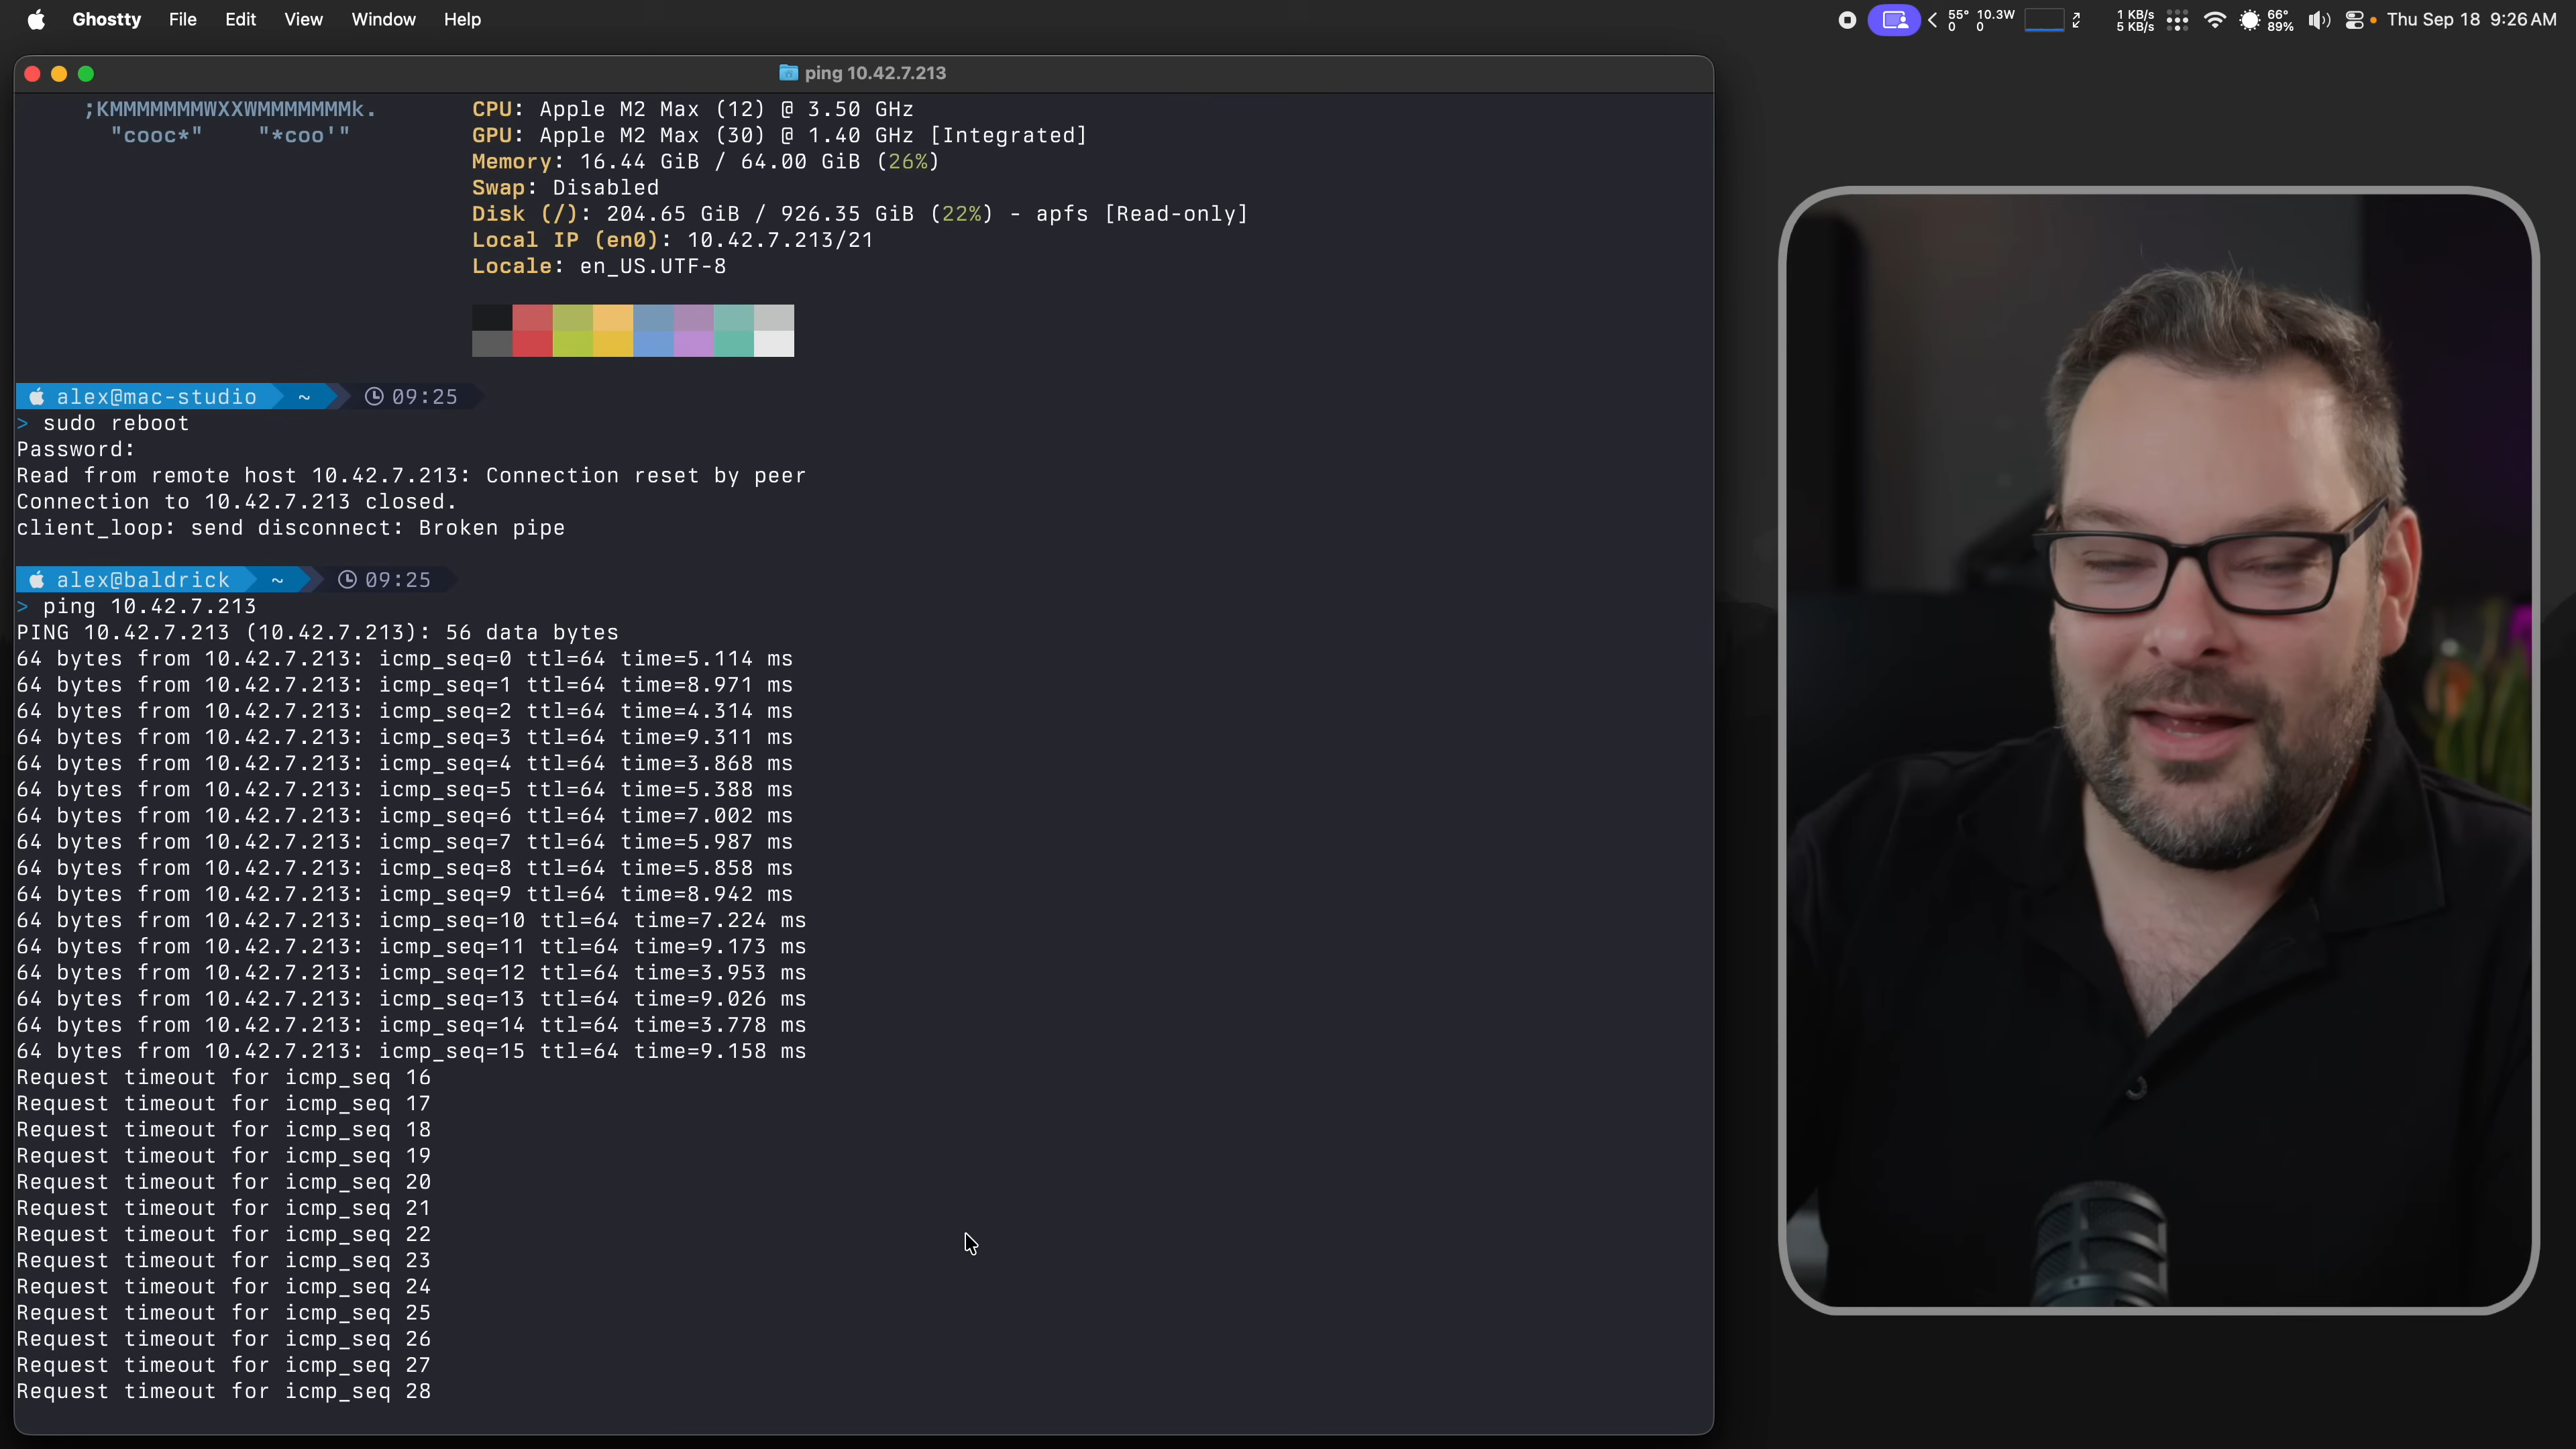 Ghostty File Edit View Window Help
55° 10.3W 1 KB/s 66° Thu Sep 18 9:26 AM
0 0 5 KB/s 89%
ping 10.42.7.213
;KMMMMMMMWXXWMMMMMMMk. CPU: Apple M2 Max (12) @ 3.50 GHz
"cooc*" "*coo'" GPU: Apple M2 Max (30) @ 1.40 GHz [Integrated]
Memory: 16.44 GiB / 64.00 GiB (26%)
Swap: Disabled
Disk (/): 204.65 GiB / 926.35 GiB (22%) - apfs [Read-only]
Local IP (en0): 10.42.7.213/21
Locale: en_US.UTF-8
alex@mac-studio ~ 09:25
> sudo reboot
Password:
Read from remote host 10.42.7.213: Connection reset by peer
Connection to 10.42.7.213 closed.
client_loop: send disconnect: Broken pipe
alex@baldrick ~ 09:25
> ping 10.42.7.213
PING 10.42.7.213 (10.42.7.213): 56 data bytes
64 bytes from 10.42.7.213: icmp_seq=0 ttl=64 time=5.114 ms
64 bytes from 10.42.7.213: icmp_seq=1 ttl=64 time=8.971 ms
64 bytes from 10.42.7.213: icmp_seq=2 ttl=64 time=4.314 ms
64 bytes from 10.42.7.213: icmp_seq=3 ttl=64 time=9.311 ms
64 bytes from 10.42.7.213: icmp_seq=4 ttl=64 time=3.868 ms
64 bytes from 10.42.7.213: icmp_seq=5 ttl=64 time=5.388 ms
64 bytes from 10.42.7.213: icmp_seq=6 ttl=64 time=7.002 ms
64 bytes from 10.42.7.213: icmp_seq=7 ttl=64 time=5.987 ms
64 bytes from 10.42.7.213: icmp_seq=8 ttl=64 time=5.858 ms
64 bytes from 10.42.7.213: icmp_seq=9 ttl=64 time=8.942 ms
64 bytes from 10.42.7.213: icmp_seq=10 ttl=64 time=7.224 ms
64 bytes from 10.42.7.213: icmp_seq=11 ttl=64 time=9.173 ms
64 bytes from 10.42.7.213: icmp_seq=12 ttl=64 time=3.953 ms
64 bytes from 10.42.7.213: icmp_seq=13 ttl=64 time=9.026 ms
64 bytes from 10.42.7.213: icmp_seq=14 ttl=64 time=3.778 ms
64 bytes from 10.42.7.213: icmp_seq=15 ttl=64 time=9.158 ms
Request timeout for icmp_seq 16
Request timeout for icmp_seq 17
Request timeout for icmp_seq 18
Request timeout for icmp_seq 19
Request timeout for icmp_seq 20
Request timeout for icmp_seq 21
Request timeout for icmp_seq 22
Request timeout for icmp_seq 23
Request timeout for icmp_seq 24
Request timeout for icmp_seq 25
Request timeout for icmp_seq 26
Request timeout for icmp_seq 27
Request timeout for icmp_seq 28